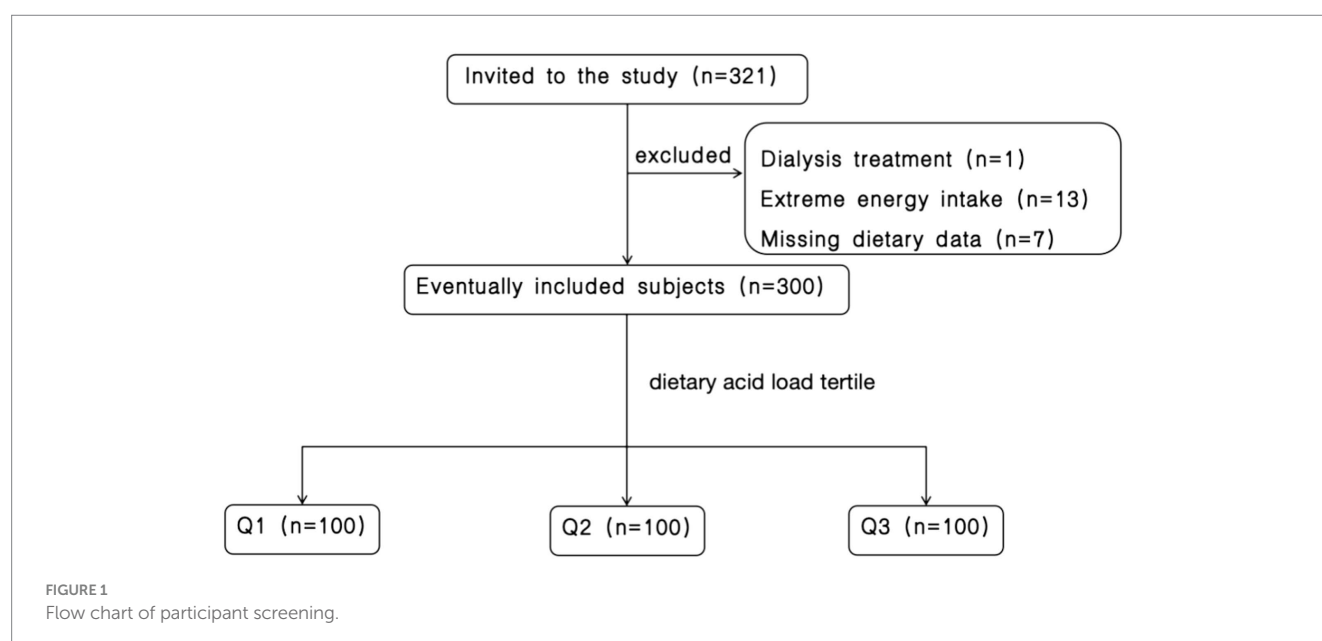 Invited to the study (n=321)
excluded
Dialysis treatment (n=1)
Extreme energy intake (n=13)
Missing dietary data (n=7)
Eventually included subjects (n=300)
dietary acid load tertile
Q1 (n=100)
Q2 (n=100)
Q3 (n=100)
FIGURE 1
Flow chart of participant screening.